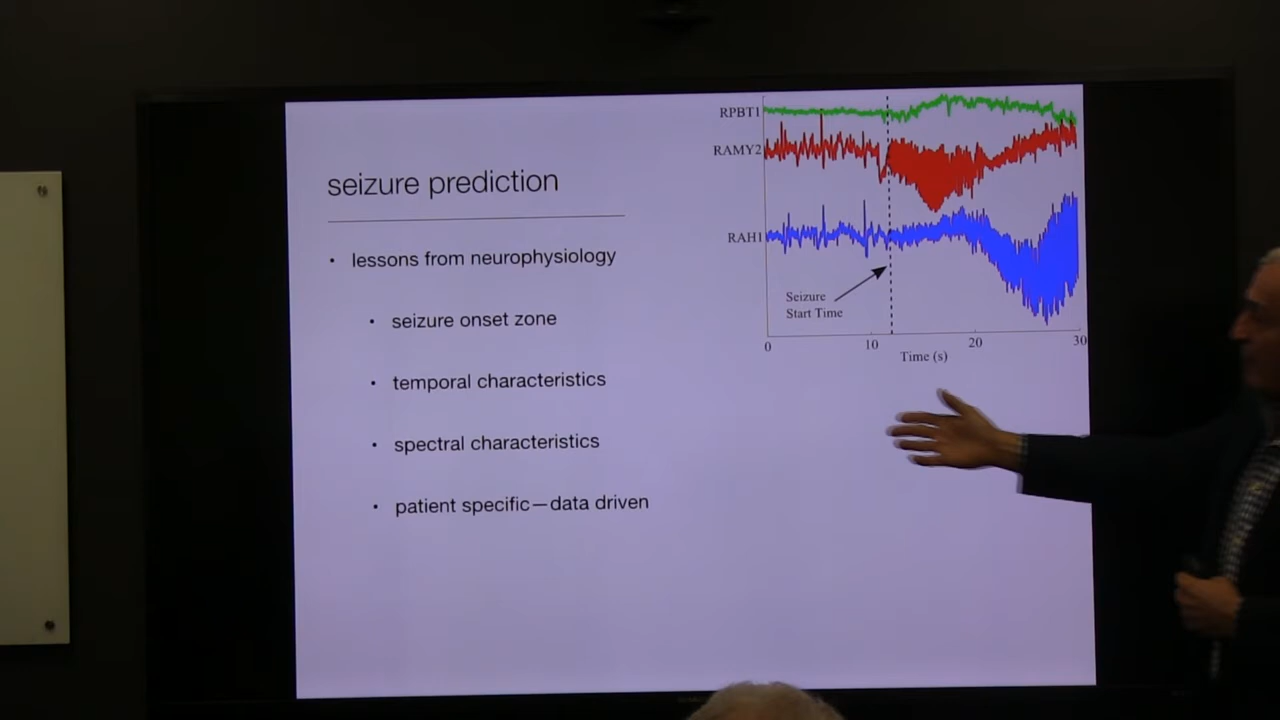 seizure prediction
• lessons from neurophysiology
• seizure onset zone
• temporal characteristics
• spectral characteristics
• patient specific—data driven
RPBT1
RAMY2
RAH1
Seizure
Start Time
0 10 20 30
Time (s)